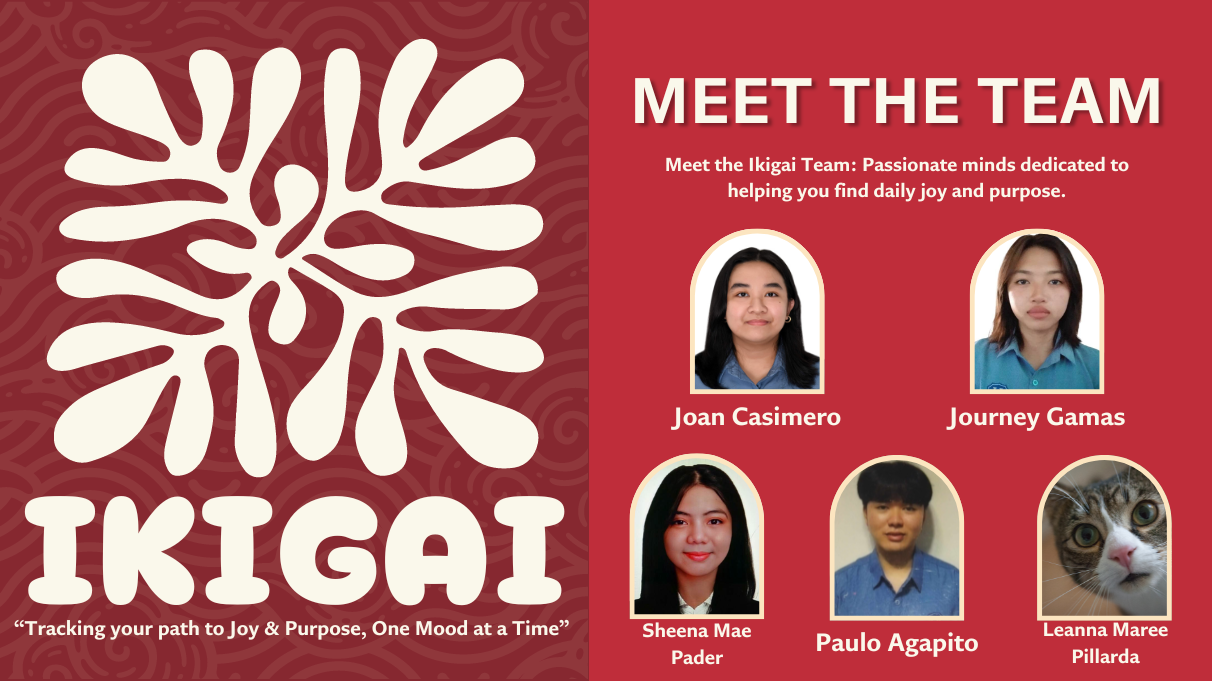 IKIGAI
“Tracking your path to Joy & Purpose, One Mood at a Time”
MEET THE TEAM
Meet the Ikigai Team: Passionate minds dedicated to
helping you find daily joy and purpose.
Joan Casimero
Journey Gamas
Sheena Mae
Pader
Paulo Agapito
Leanna Maree
Pillarda